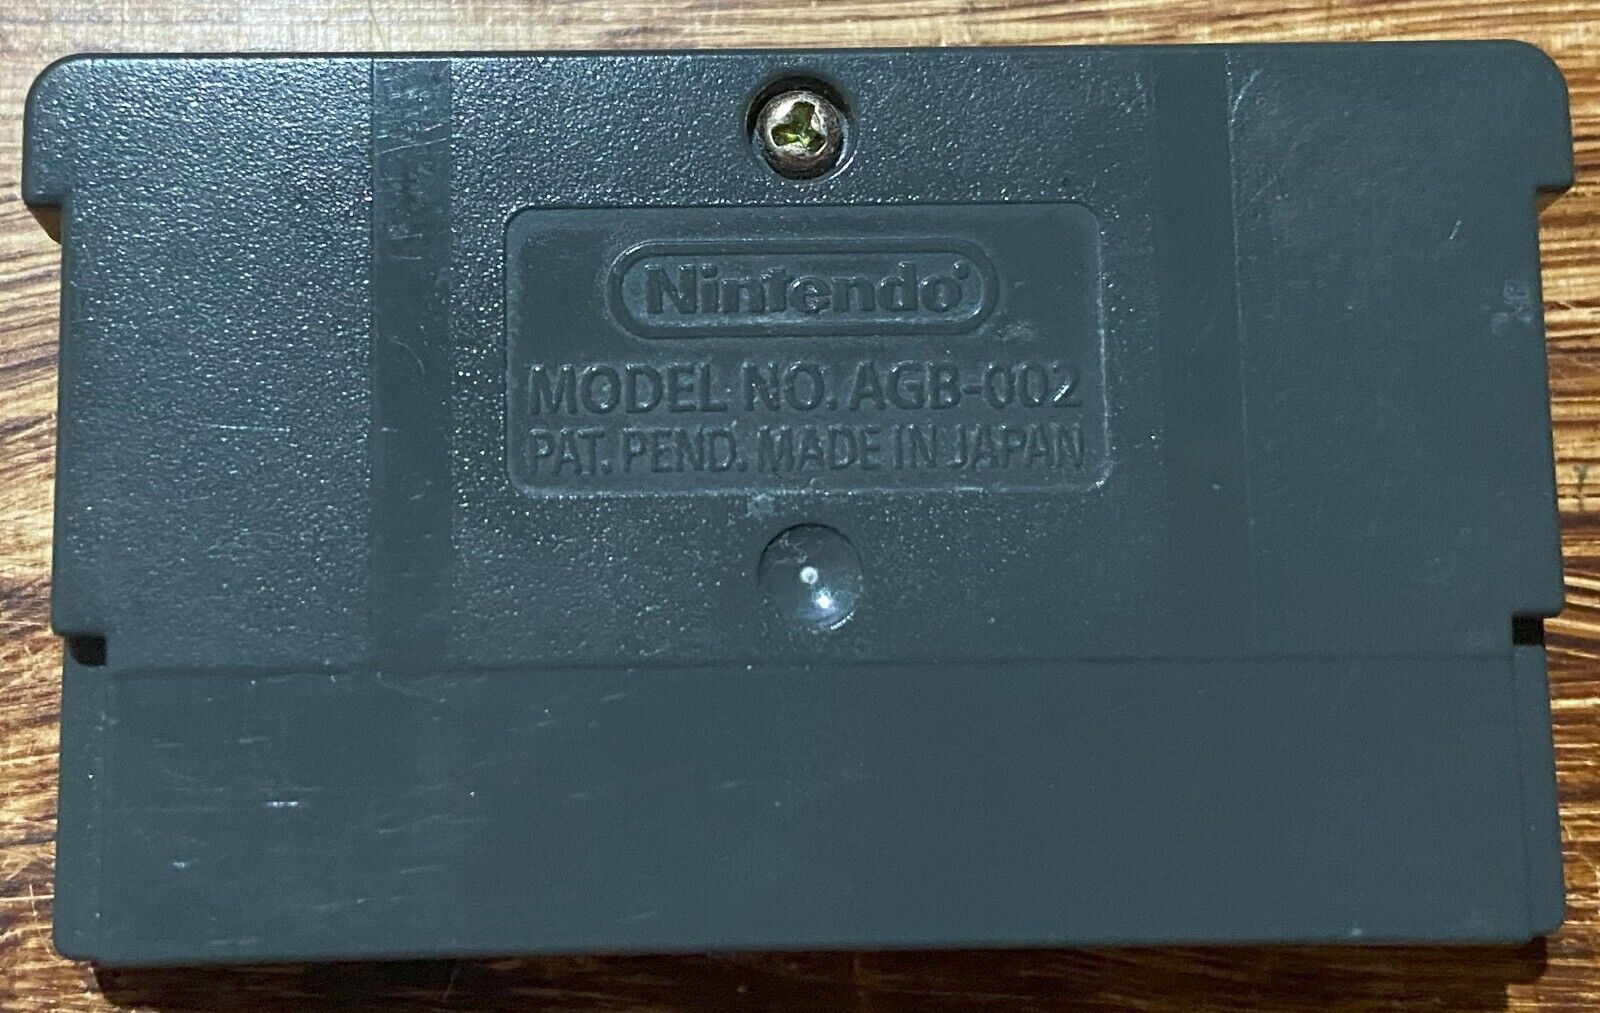 Nintendo
MODEL NO. AGB-002
PAT. PEND. MADE IN JAPAN